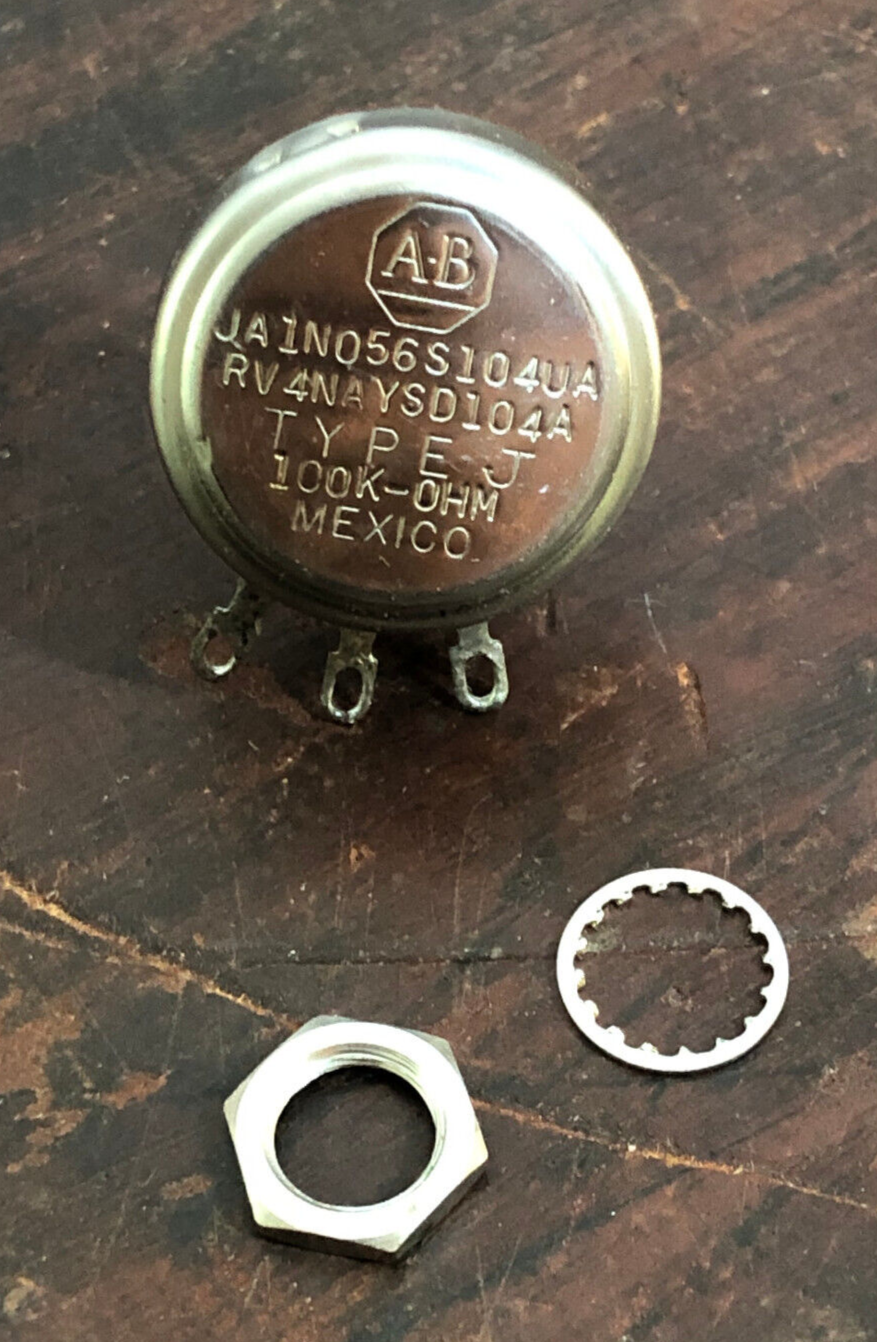 A·B
JA1N056S104UA
RV4NAYSD104A
TYPE J
100K-OHM
MEXICO